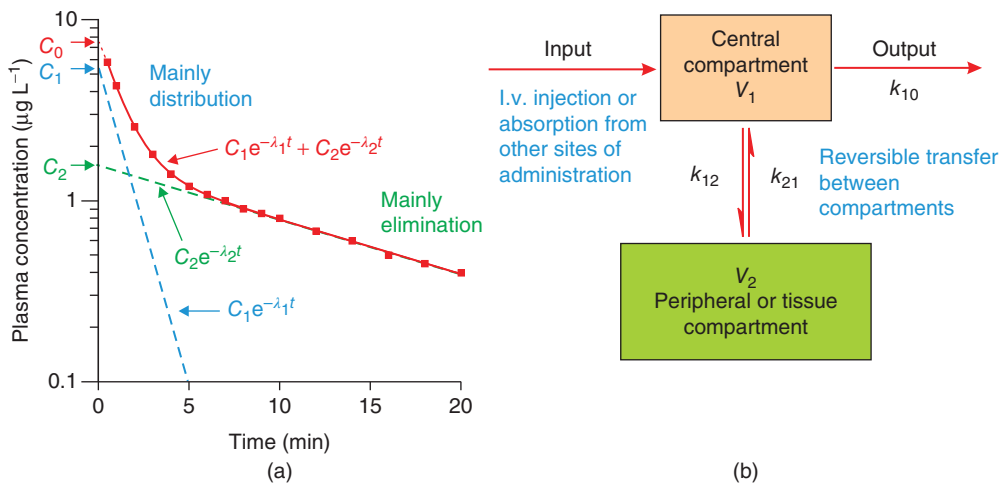 10
C₀
C₁
C₂
1
0.1
Plasma concentration (µg L⁻¹)
Mainly
distribution
C₁e^−λ₁t + C₂e^−λ₂t
Mainly
elimination
C₂e^−λ₂t
C₁e^−λ₁t
0
5
10
15
20
Time (min)
(a)
Input
I.v. injection or
absorption from
other sites of
administration
Central
compartment
V₁
Output
k₁₀
k₁₂
k₂₁
Reversible transfer
between
compartments
V₂
Peripheral or tissue
compartment
(b)